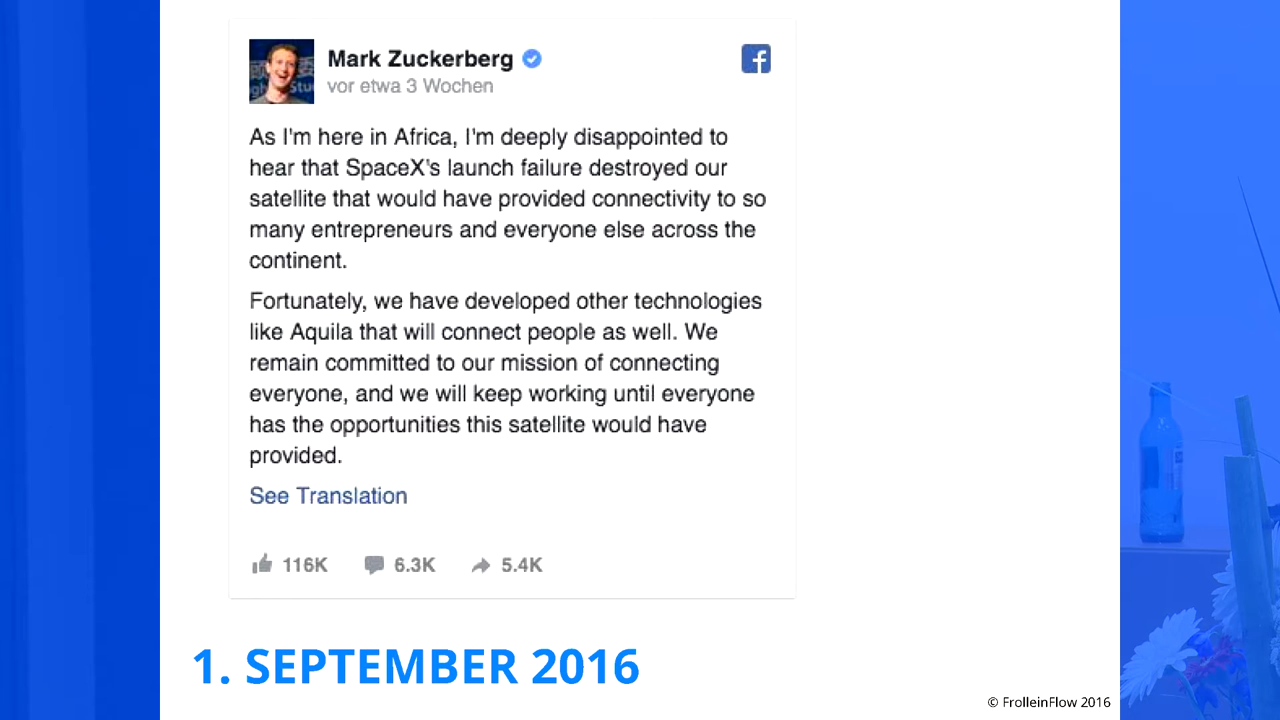 Mark Zuckerberg
vor etwa 3 Wochen
As I'm here in Africa, I'm deeply disappointed to
hear that SpaceX's launch failure destroyed our
satellite that would have provided connectivity to so
many entrepreneurs and everyone else across the
continent.
Fortunately, we have developed other technologies
like Aquila that will connect people as well. We
remain committed to our mission of connecting
everyone, and we will keep working until everyone
has the opportunities this satellite would have
provided.
See Translation
116K 6.3K 5.4K
1. SEPTEMBER 2016
© FrolleinFlow 2016